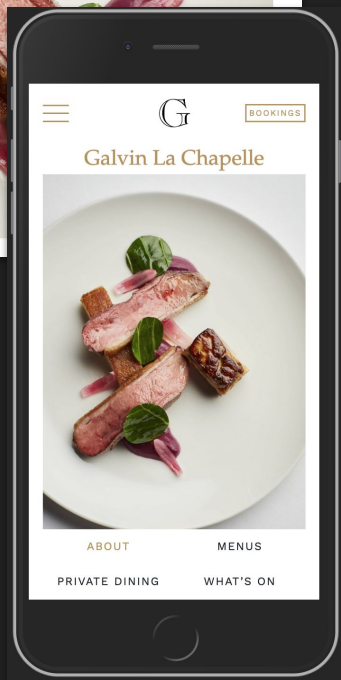 G
BOOKINGS
Galvin La Chapelle
ABOUT MENUS
PRIVATE DINING WHAT'S ON